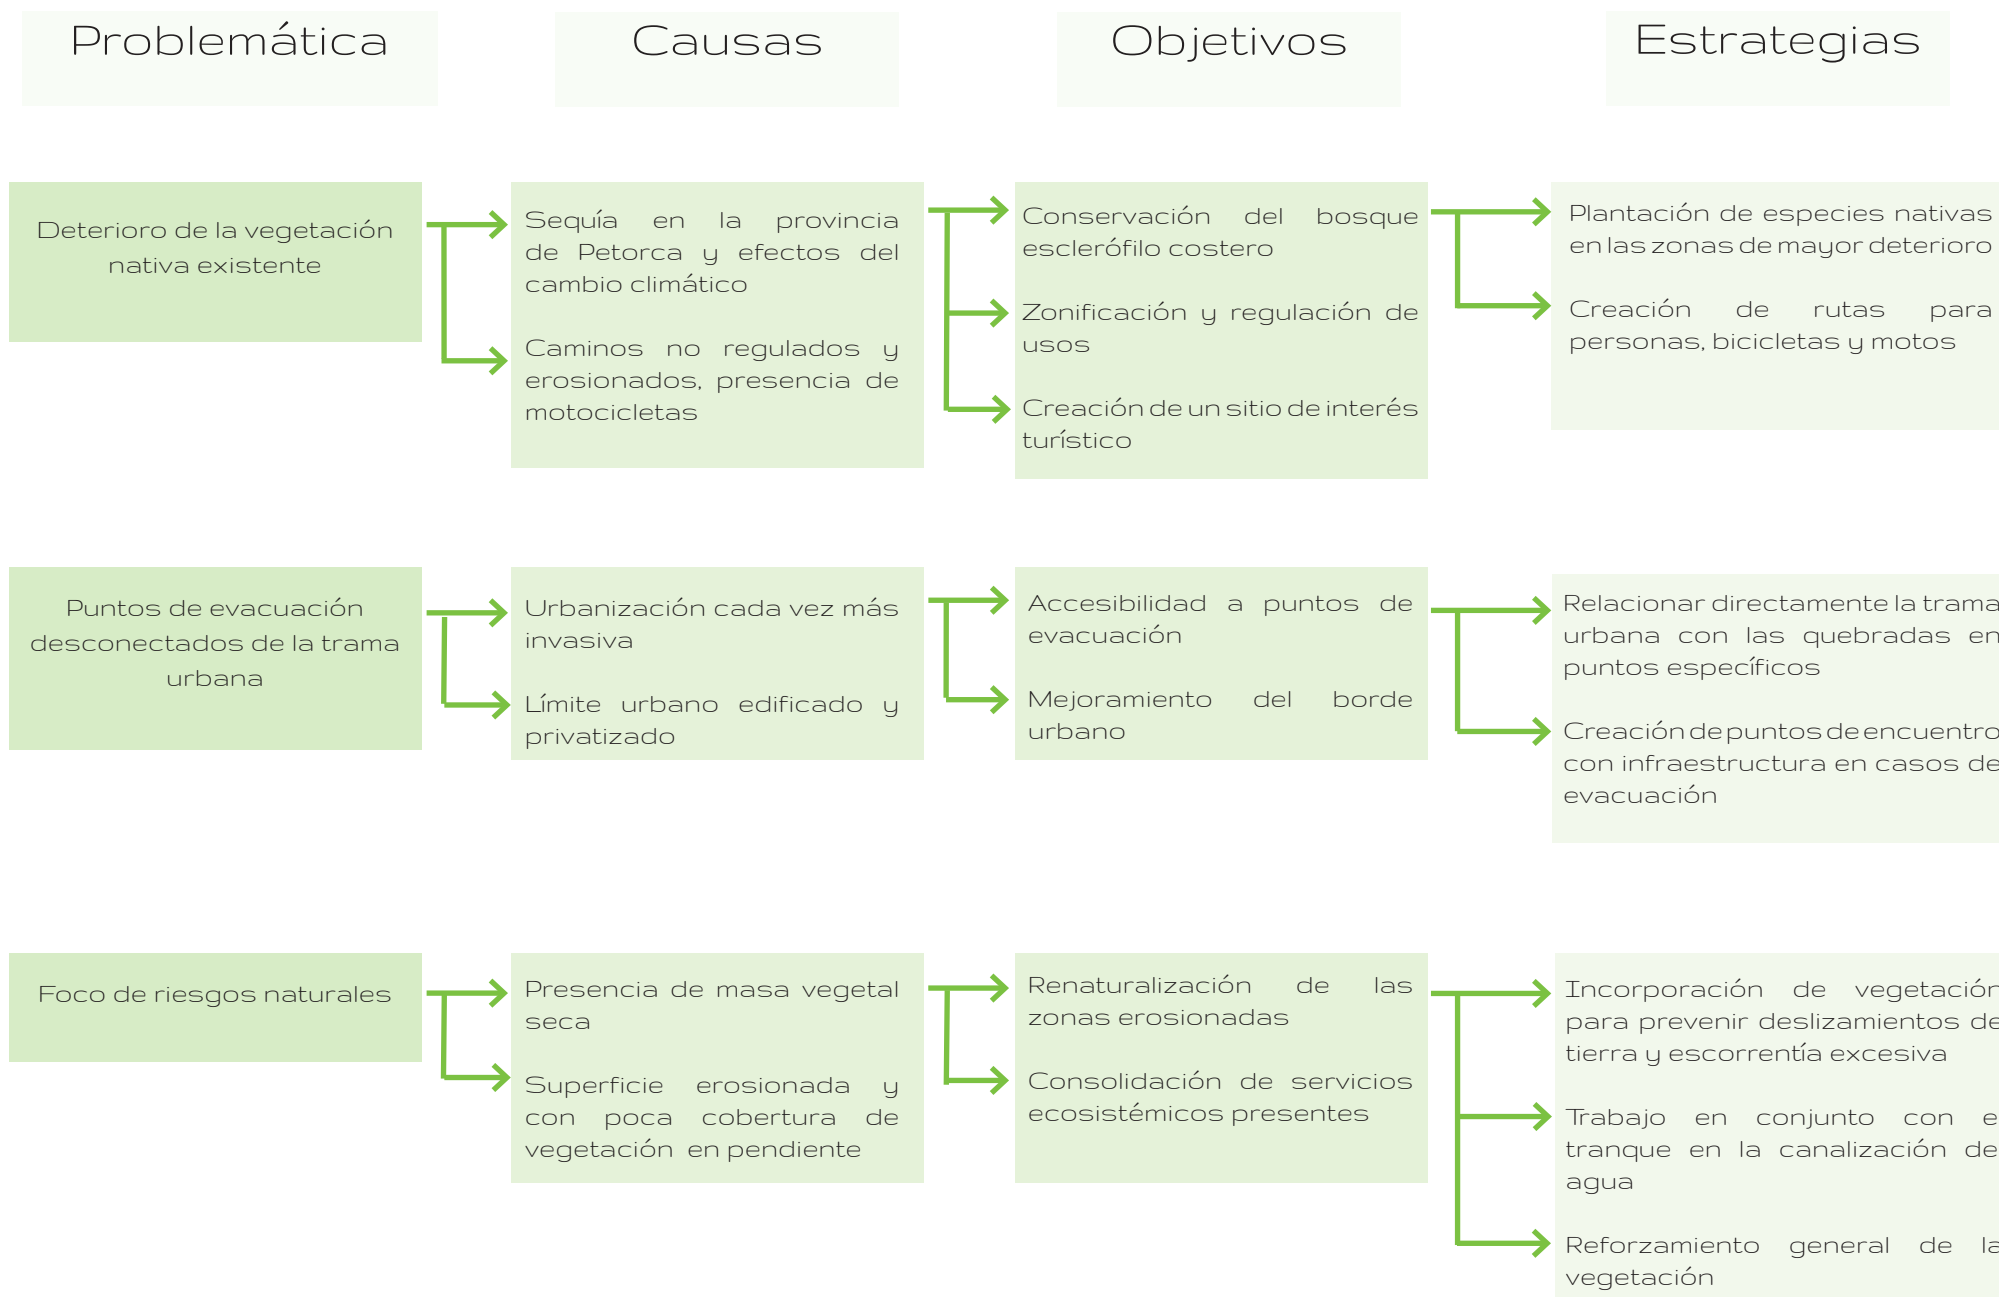 Problemática
Causas
Objetivos
Estrategias
Deterioro de la vegetación
nativa existente
Sequía en la provincia
de Petorca y efectos del
cambio climático
Caminos no regulados y
erosionados, presencia de
motocicletas
Conservación del bosque
esclerófilo costero
Zonificación y regulación de
usos
Creación de un sitio de interés
turístico
Plantación de especies nativas
en las zonas de mayor deterioro
Creación de rutas para
personas, bicicletas y motos
Puntos de evacuación
desconectados de la trama
urbana
Urbanización cada vez más
invasiva
Límite urbano edificado y
privatizado
Accesibilidad a puntos de
evacuación
Mejoramiento del borde
urbano
Relacionar directamente la trama
urbana con las quebradas en
puntos específicos
Creación de puntos de encuentro
con infraestructura en casos de
evacuación
Foco de riesgos naturales
Presencia de masa vegetal
seca
Superficie erosionada y
con poca cobertura de
vegetación en pendiente
Renaturalización de las
zonas erosionadas
Consolidación de servicios
ecosistémicos presentes
Incorporación de vegetación
para prevenir deslizamientos de
tierra y escorrentía excesiva
Trabajo en conjunto con
tranque en la canalización
agua
Reforzamiento general de la
vegetación